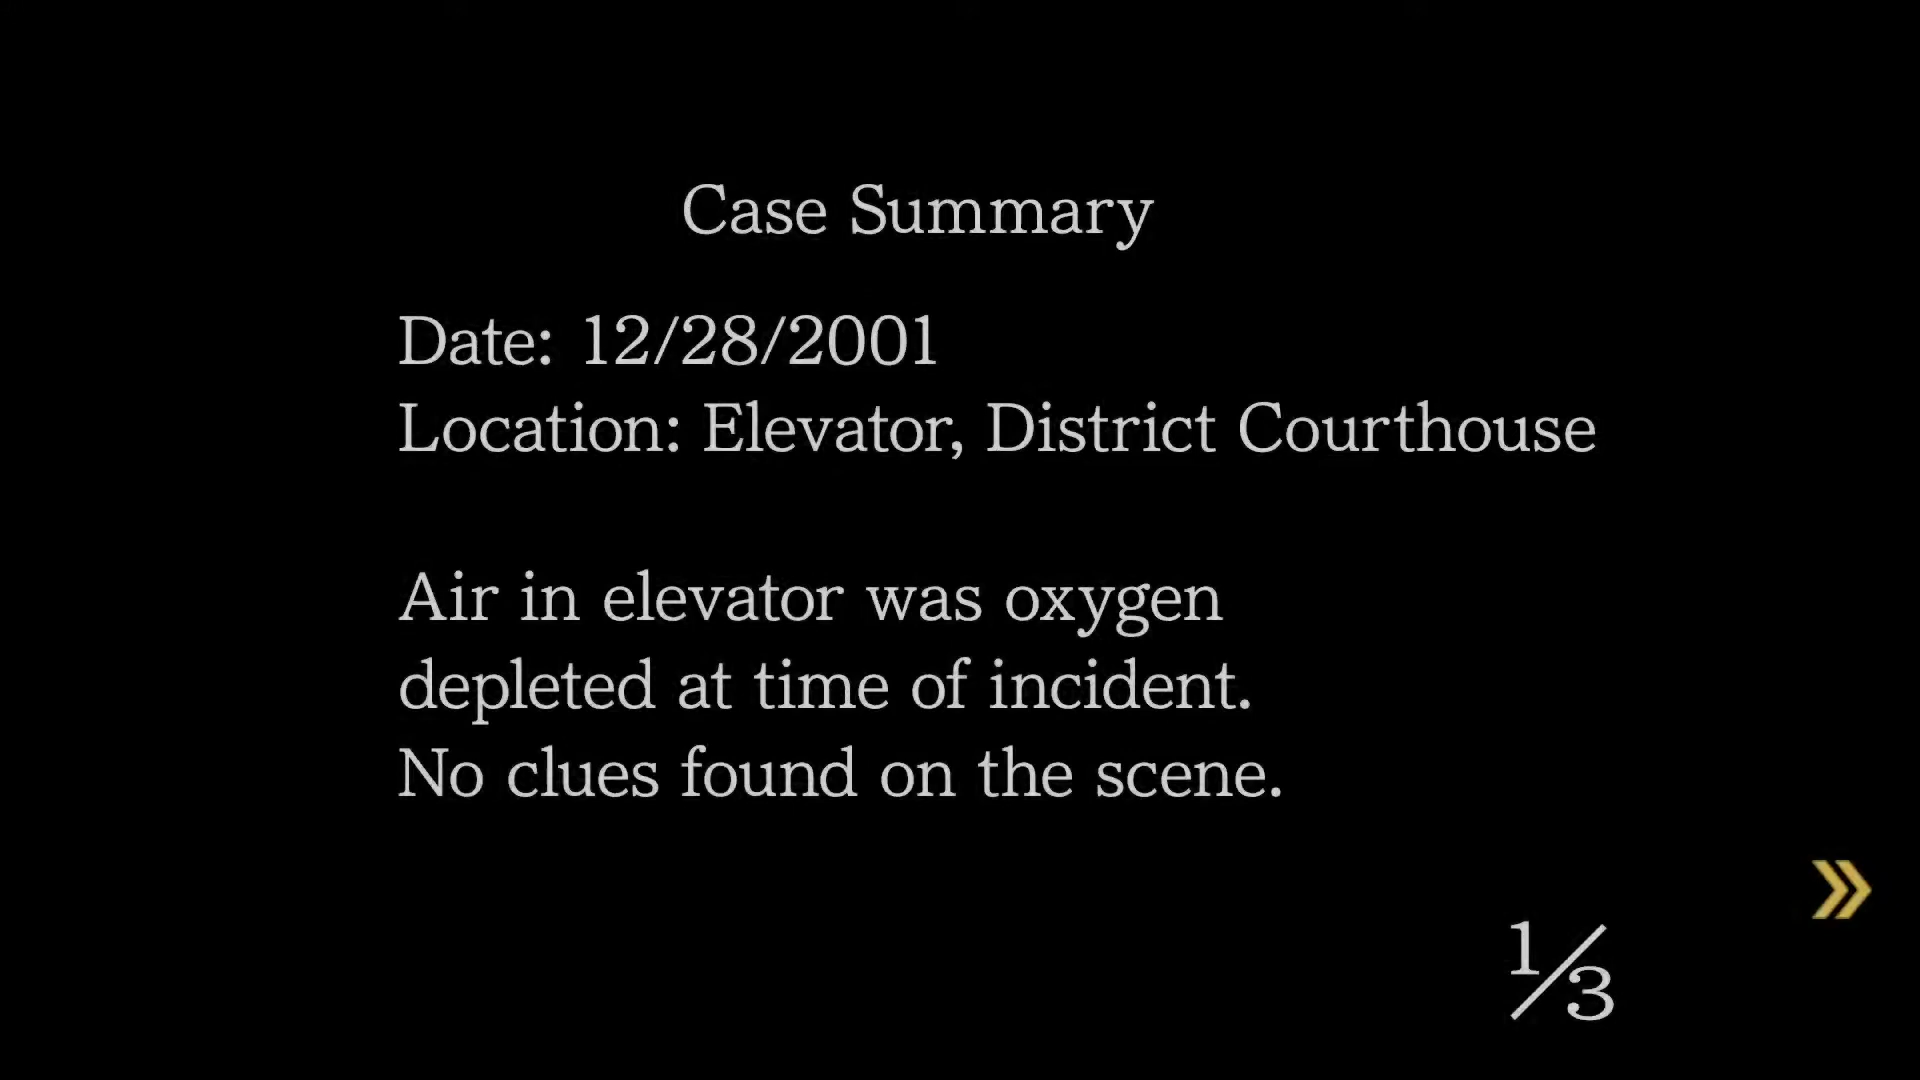 Case Summary
Date: 12/28/2001
Location: Elevator, District Courthouse
Air in elevator was oxygen
depleted at time of incident.
No clues found on the scene.
1/3